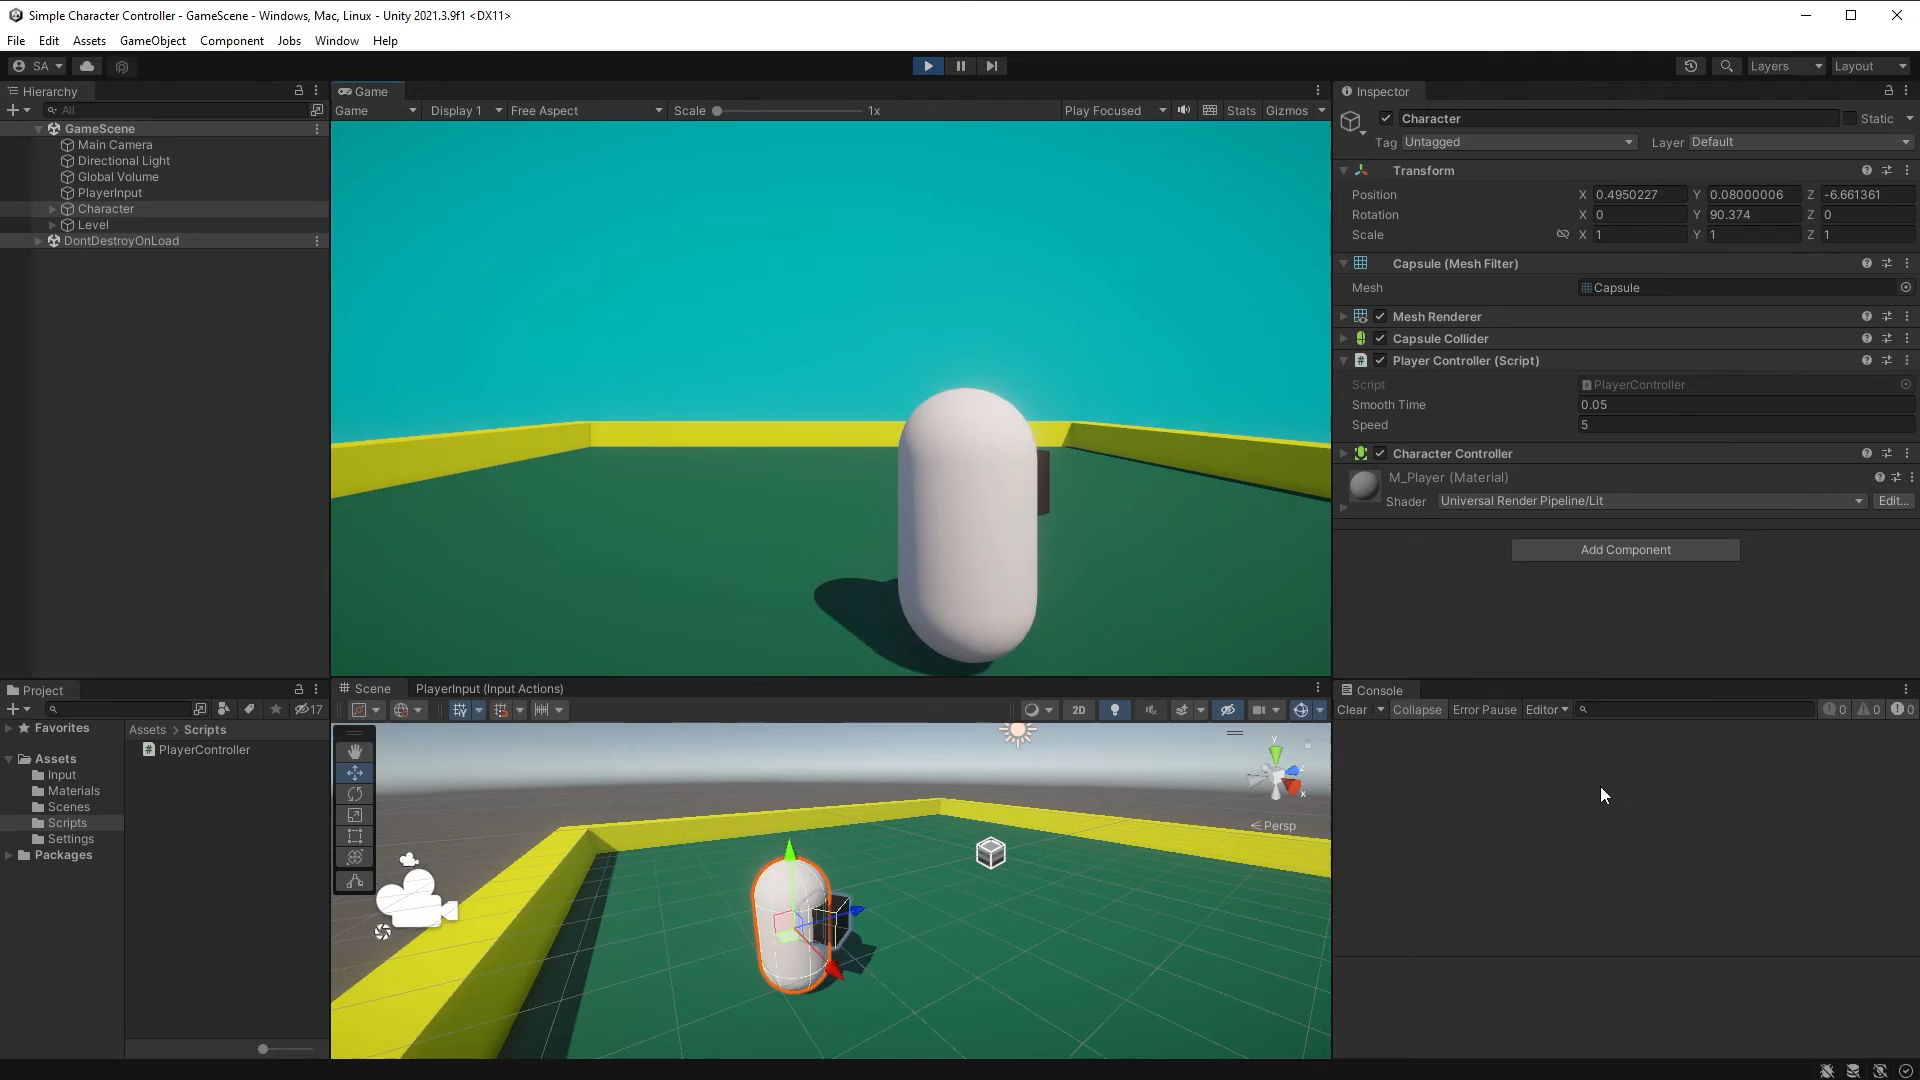 Simple Character Controller - GameScene - Windows, Mac, Linux - Unity 2021.3.9f1 <DX11>
File Edit Assets GameObject Component Jobs Window Help
SA Layers Layout
Hierarchy
All
GameScene
Main Camera
Directional Light
Global Volume
PlayerInput
Character
Level
DontDestroyOnLoad
Game
Game Display 1 Free Aspect Scale 1x Play Focused Stats Gizmos
Inspector
Character Static
Tag Untagged Layer Default
Transform
Position X 0.4950227 Y 0.08000006 Z -6.661361
Rotation X 0 Y 90.374 Z 0
Scale X 1 Y 1 Z 1
Capsule (Mesh Filter)
Mesh Capsule
Mesh Renderer
Capsule Collider
# Player Controller (Script)
Script PlayerController
Smooth Time 0.05
Speed 5
Character Controller
M_Player (Material)
Shader Universal Render Pipeline/Lit Edit...
Add Component
Project
17
Favorites
Assets
Input
Materials
Scenes
Scripts
Settings
Packages
Assets > Scripts
# PlayerController
Scene PlayerInput (Input Actions)
2D
y
z
x
< Persp
Console
Clear Collapse Error Pause Editor 0 0 0